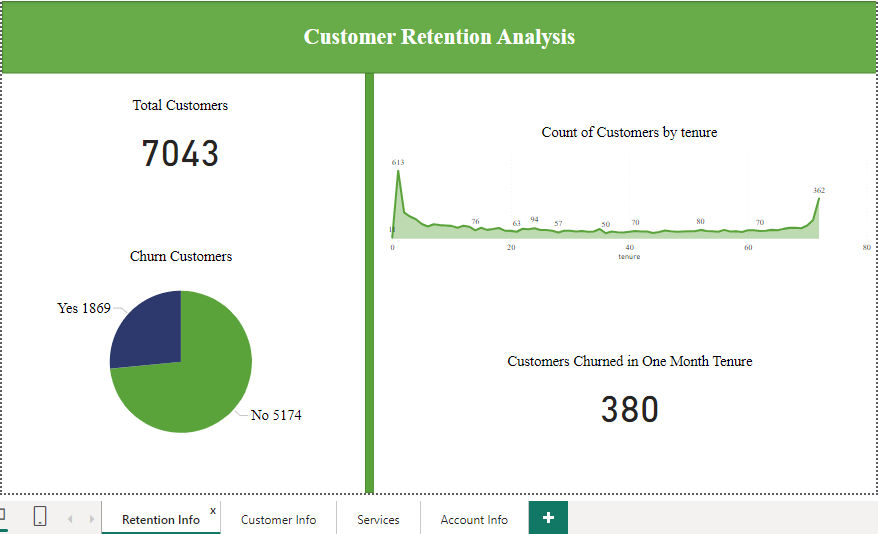 Customer Retention Analysis
Total Customers
7043
Churn Customers
Yes 1869
No 5174
Count of Customers by tenure
613
76
63
94
57
50
70
80
70
362
0
20
40
60
80
tenure
Customers Churned in One Month Tenure
380
Retention Info x
Customer Info
Services
Account Info
+